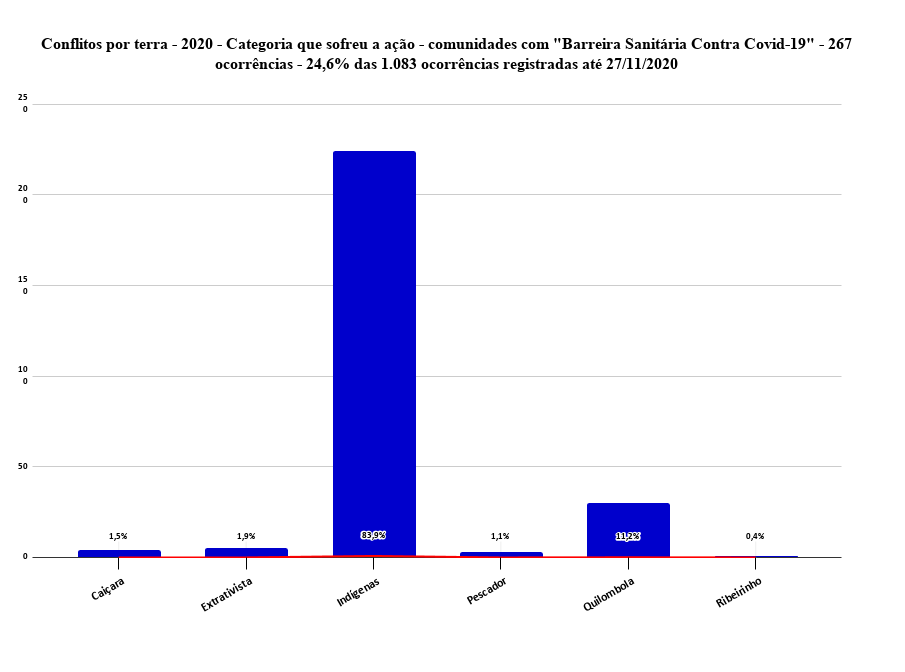 Conflitos por terra - 2020 - Categoria que sofreu a ação - comunidades com "Barreira Sanitária Contra Covid-19" - 267
ocorrências - 24,6% das 1.083 ocorrências registradas até 27/11/2020
25
0
20
0
15
0
10
0
50
0
1,5%
1,9%
83,9%
1,1%
11,2%
0,4%
Caiçara
Extrativista
Indígenas
Pescador
Quilombola
Ribeirinho